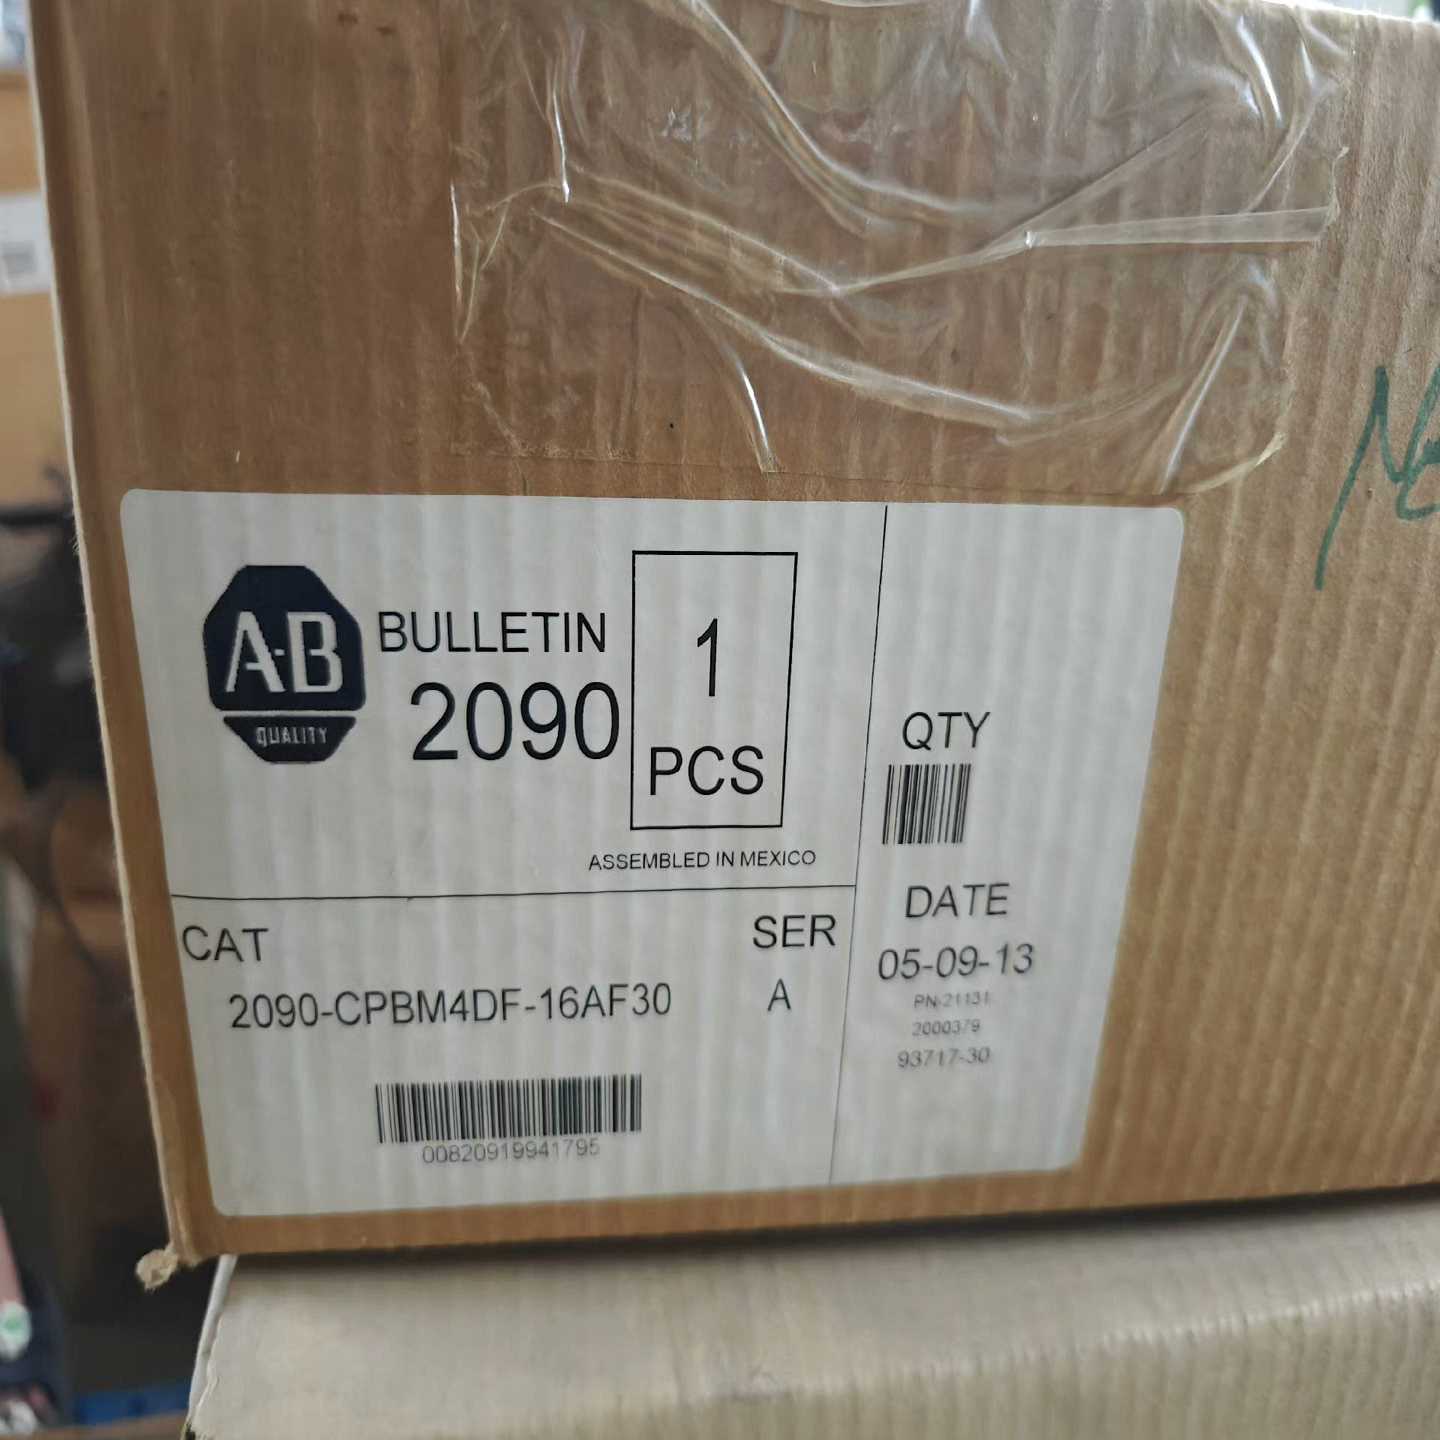 A-B
QUALITY
BULLETIN
2090
1
PCS
ASSEMBLED IN MEXICO
CAT
2090-CPBM4DF-16AF30
SER
A
00820919941795
QTY
DATE
05-09-13
PN-21131
2000379
93717-30